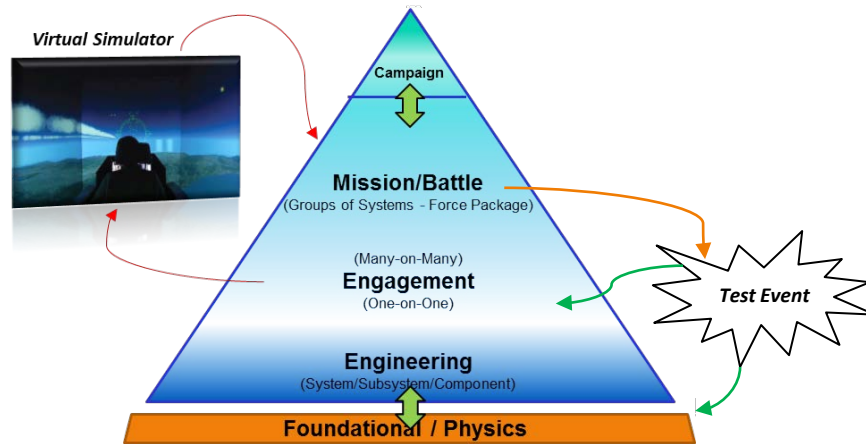 Virtual Simulator
Campaign
Mission/Battle
(Groups of Systems - Force Package)
(Many-on-Many)
Engagement
(One-on-One)
Test Event
Engineering
(System/Subsystem/Component)
Foundational / Physics